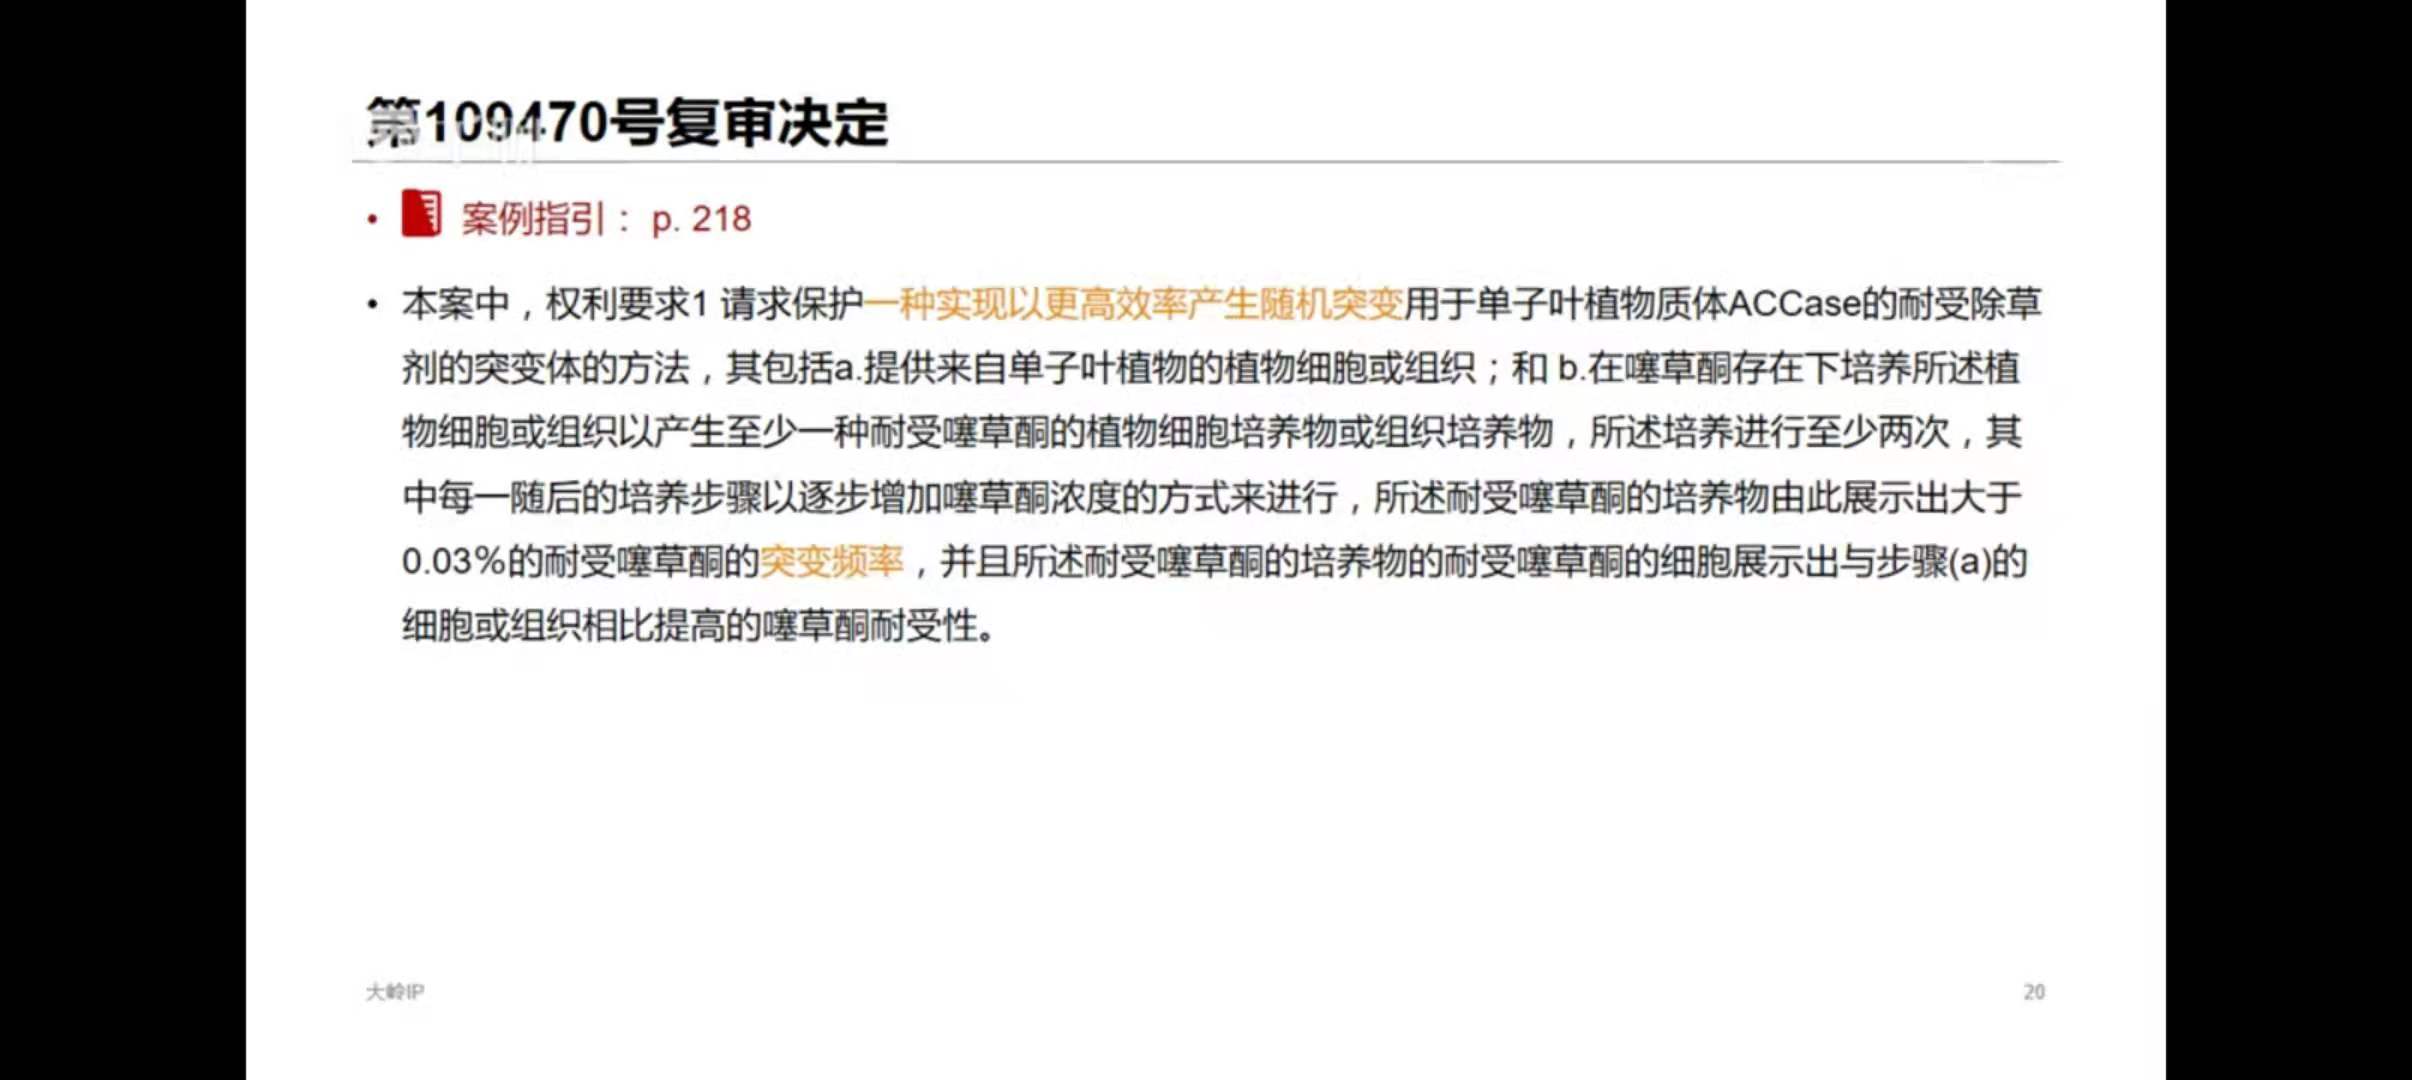 第109470号复审决定
• 案例指引： p. 218
• 本案中，权利要求1 请求保护一种实现以更高效率产生随机突变用于单子叶植物质体ACCase的耐受除草
剂的突变体的方法，其包括a.提供来自单子叶植物的植物细胞或组织；和 b.在噻草酮存在下培养所述植
物细胞或组织以产生至少一种耐受噻草酮的植物细胞培养物或组织培养物，所述培养进行至少两次，其
中每一随后的培养步骤以逐步增加噻草酮浓度的方式来进行，所述耐受噻草酮的培养物由此展示出大于
0.03%的耐受噻草酮的突变频率，并且所述耐受噻草酮的培养物的耐受噻草酮的细胞展示出与步骤(a)的
细胞或组织相比提高的噻草酮耐受性。
大岭IP
20